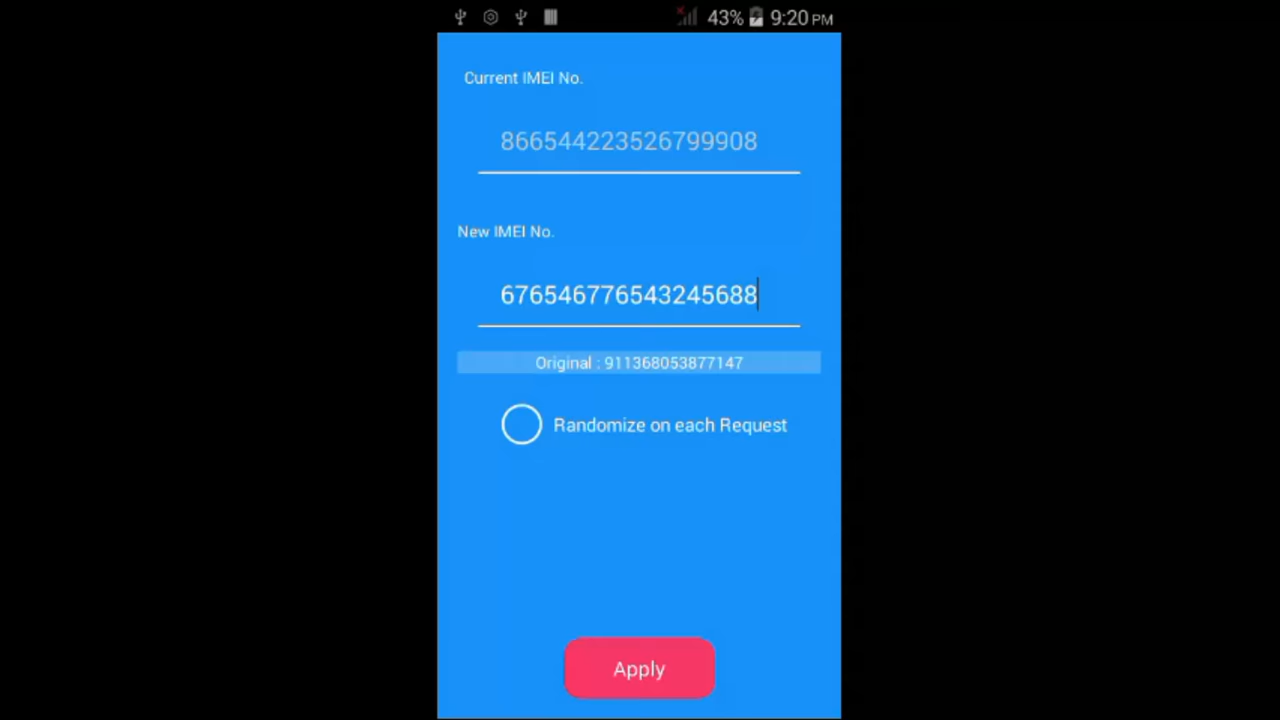 43% 9:20 PM
Current IMEI No.
866544223526799908
New IMEI No.
676546776543245688
Original : 911368053877147
Randomize on each Request
Apply